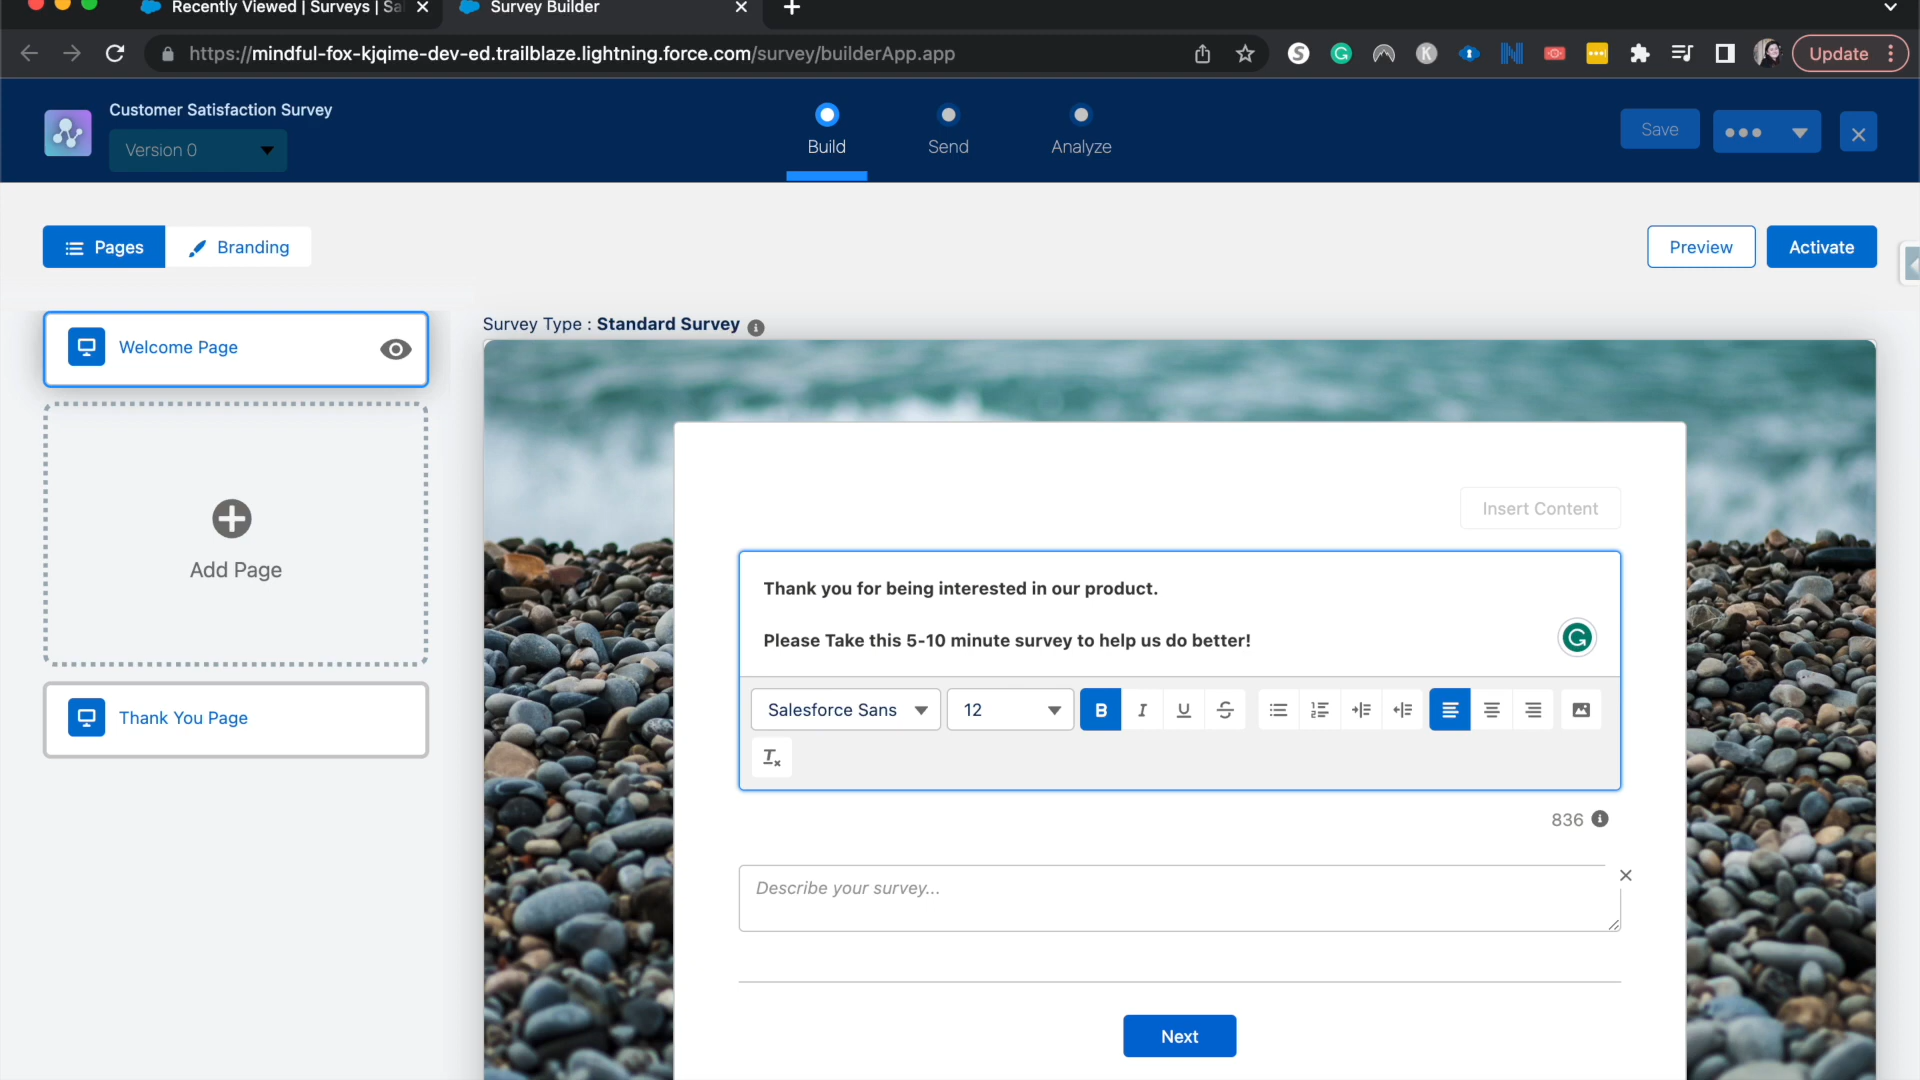 Recently Viewed | Surveys | Sa
Survey Builder
https://mindful-fox-kjqime-dev-ed.trailblaze.lightning.force.com/survey/builderApp.app
Update
Customer Satisfaction Survey
Version 0
Build
Send
Analyze
Save
Pages
Branding
Preview
Activate
Welcome Page
Survey Type : Standard Survey
Add Page
Thank You Page
Insert Content
Thank you for being interested in our product.
Please Take this 5-10 minute survey to help us do better!
Salesforce Sans
12
B I U S
836
Describe your survey...
Next